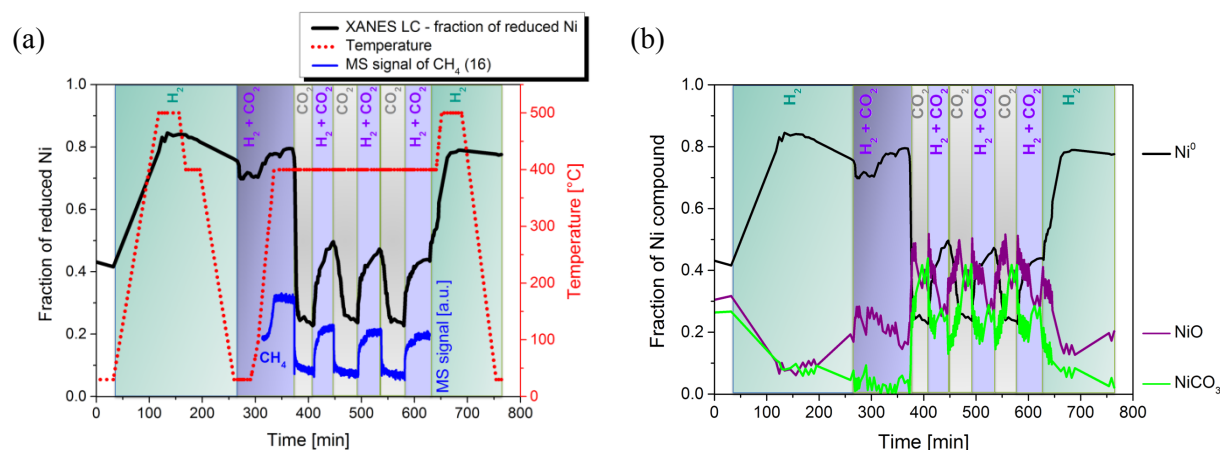 (a)
XANES LC - fraction of reduced Ni
Temperature
MS signal of CH₄ (16)
H₂
H₂ + CO₂
CO₂
H₂ + CO₂
CO₂
H₂ + CO₂
CO₂
H₂ + CO₂
H₂
1.0
0.8
0.6
0.4
0.2
0.0
Fraction of reduced Ni
500
400
300
200
100
0
Temperature [°C]
MS signal [a.u.]
CH₄
0 100 200 300 400 500 600 700 800
Time [min]
(b)
H₂
H₂ + CO₂
CO₂
H₂ + CO₂
CO₂
H₂ + CO₂
CO₂
H₂ + CO₂
H₂
1.0
0.8
0.6
0.4
0.2
0.0
Fraction of Ni compound
Ni⁰
NiO
NiCO₃
0 100 200 300 400 500 600 700 800
Time [min]